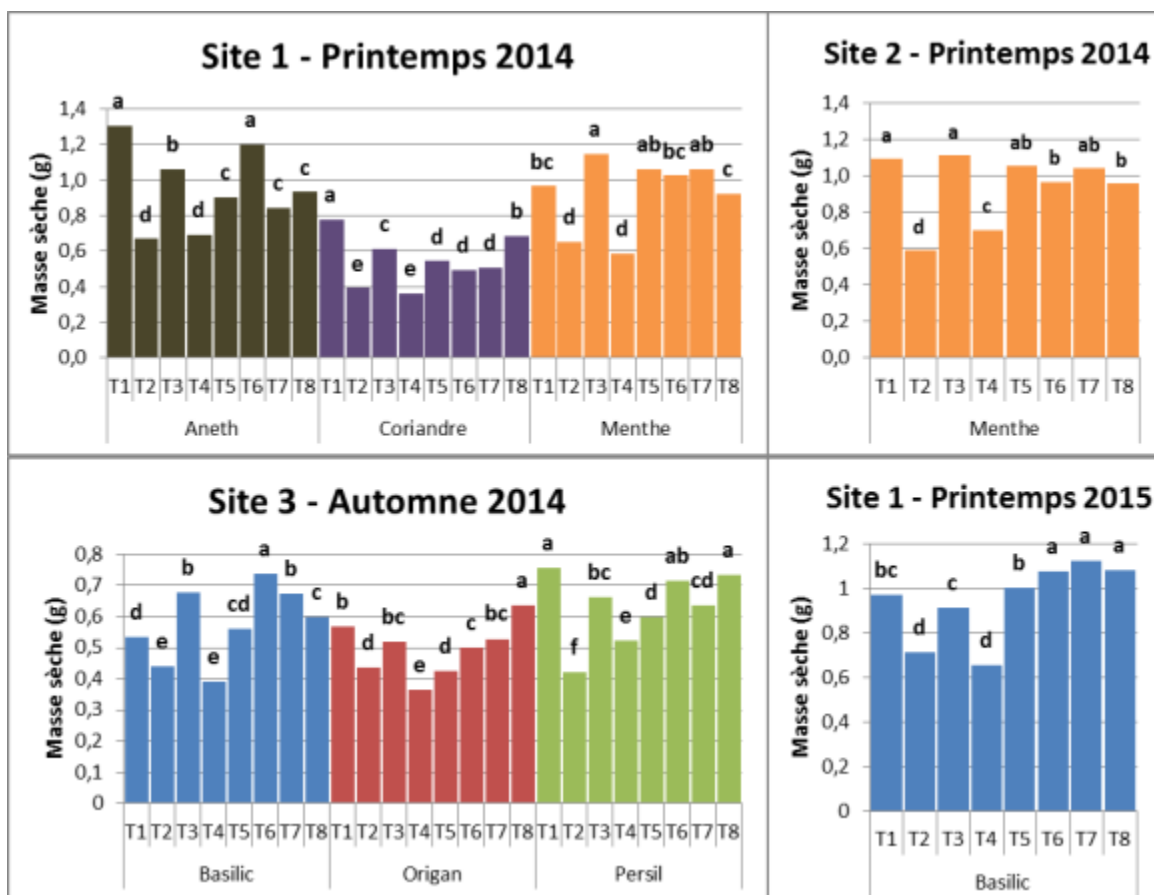 Site 1 - Printemps 2014
Masse sèche (g)
1,4
1,2
1,0
0,8
0,6
0,4
0,2
0,0
a d b d c a c c a e c e d d d b bc d a d ab bc ab c
T1 T2 T3 T4 T5 T6 T7 T8 T1 T2 T3 T4 T5 T6 T7 T8 T1 T2 T3 T4 T5 T6 T7 T8
Aneth Coriandre Menthe
Site 2 - Printemps 2014
Masse sèche (g)
1,4
1,2
1,0
0,8
0,6
0,4
0,2
0,0
a d a c ab b ab b
T1 T2 T3 T4 T5 T6 T7 T8
Menthe
Site 3 - Automne 2014
Masse sèche (g)
0,8
0,7
0,6
0,5
0,4
0,3
0,2
0,1
0
d e b e cd a b c b d bc e d c bc a a f bc e d ab cd a
T1 T2 T3 T4 T5 T6 T7 T8 T1 T2 T3 T4 T5 T6 T7 T8 T1 T2 T3 T4 T5 T6 T7 T8
Basilic Origan Persil
Site 1 - Printemps 2015
Masse sèche (g)
1,2
1
0,8
0,6
0,4
0,2
0
bc d c d b a a a
T1 T2 T3 T4 T5 T6 T7 T8
Basilic